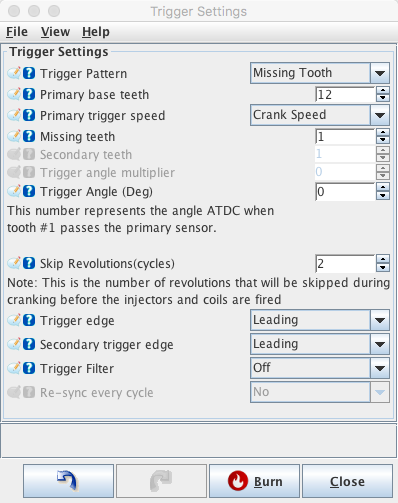 Trigger Settings
File View Help
Trigger Settings
Trigger Pattern Missing Tooth
Primary base teeth 12
Primary trigger speed Crank Speed
Missing teeth 1
Secondary teeth 1
Trigger angle multiplier 0
Trigger Angle (Deg) 0
This number represents the angle ATDC when
tooth #1 passes the primary sensor.
Skip Revolutions(cycles) 2
Note: This is the number of revolutions that will be skipped during
cranking before the injectors and coils are fired
Trigger edge Leading
Secondary trigger edge Leading
Trigger Filter Off
Re-sync every cycle No
Burn Close